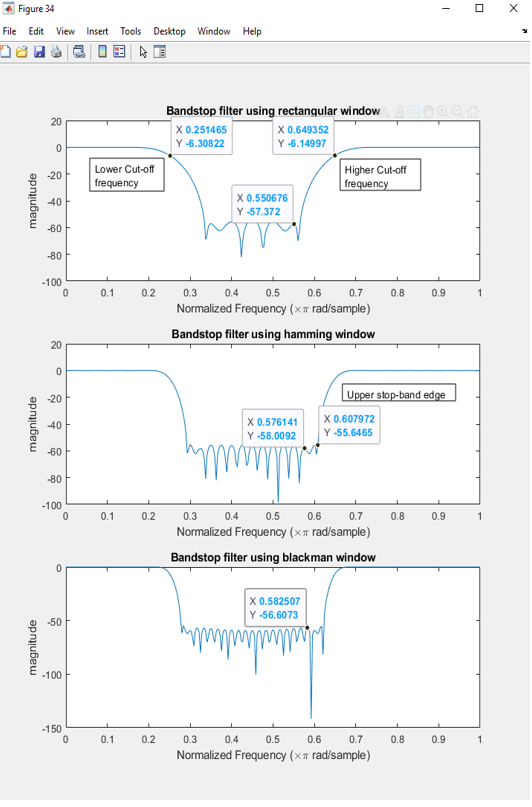 Figure 34
File Edit View Insert Tools Desktop Window Help
Bandstop filter using rectangular window
20
0
-20
-40
-60
-80
-100
magnitude
X 0.251465
Y -6.30822
X 0.649352
Y -6.14997
Lower Cut-off
frequency
Higher Cut-off
frequency
X 0.550676
Y -57.372
0 0.1 0.2 0.3 0.4 0.5 0.6 0.7 0.8 0.9 1
Normalized Frequency (×π rad/sample)
Bandstop filter using hamming window
20
0
-20
-40
-60
-80
-100
magnitude
Upper stop-band edge
X 0.576141
Y -58.0092
X 0.607972
Y -55.6465
0 0.1 0.2 0.3 0.4 0.5 0.6 0.7 0.8 0.9 1
Normalized Frequency (×π rad/sample)
Bandstop filter using blackman window
0
-50
-100
-150
magnitude
X 0.582507
Y -56.6073
0 0.1 0.2 0.3 0.4 0.5 0.6 0.7 0.8 0.9 1
Normalized Frequency (×π rad/sample)